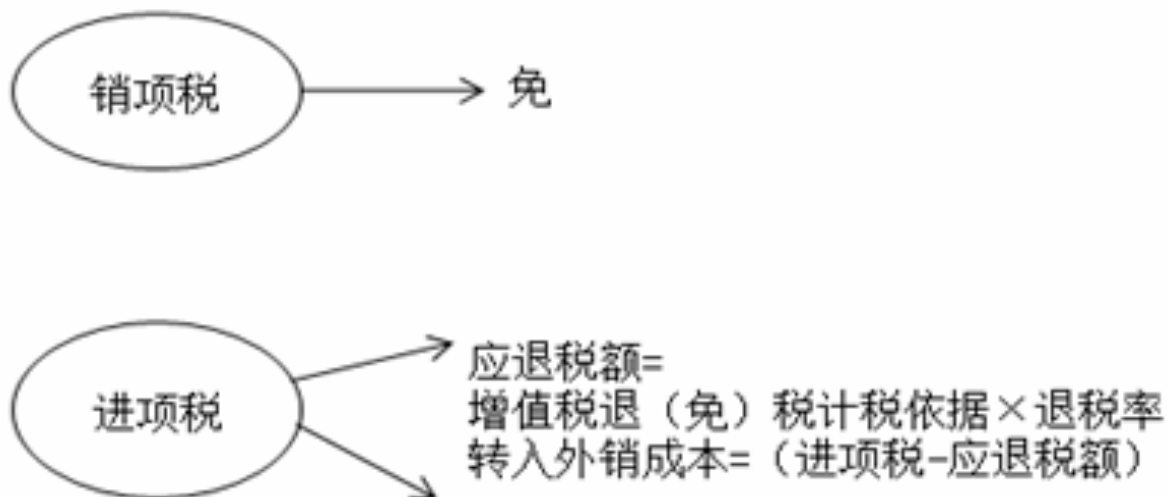 销项税
免
进项税
应退税额=
增值税退（免）税计税依据×退税率
转入外销成本=（进项税-应退税额）